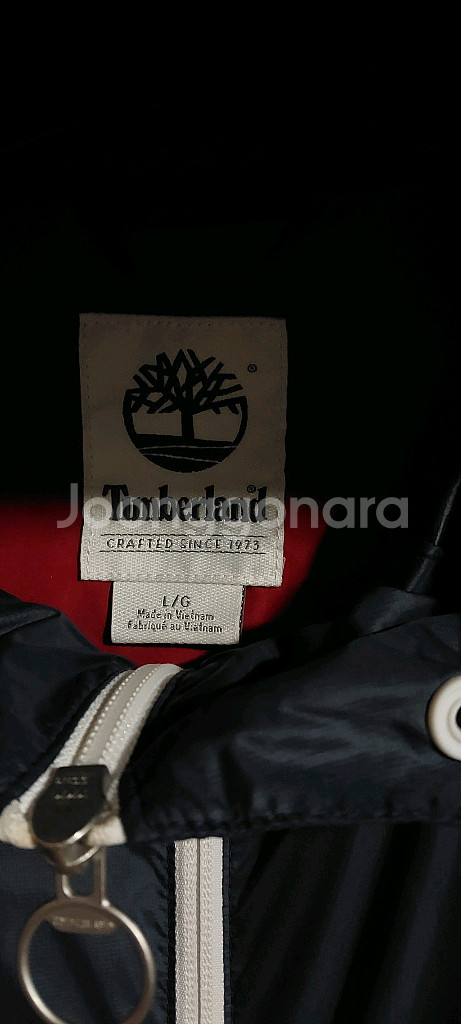 ®
Timberland®
CRAFTED SINCE 1973
L/G
Made in Vietnam
Fabriqué au Vietnam